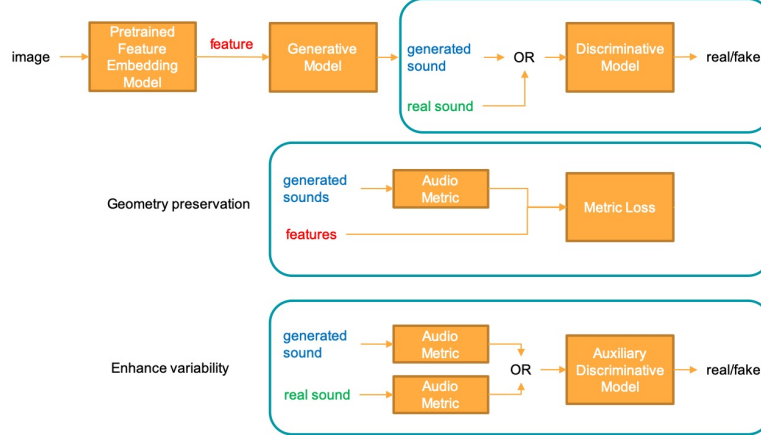 image
Pretrained
Feature
Embedding
Model
feature
Generative
Model
generated
sound
real sound
OR
Discriminative
Model
real/fake
Geometry preservation
generated
sounds
features
Audio
Metric
Metric Loss
Enhance variability
generated
sound
real sound
Audio
Metric
Audio
Metric
OR
Auxiliary
Discriminative
Model
real/fake